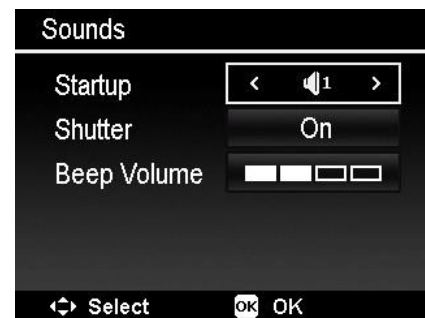 Sounds
Startup < 1 >
Shutter On
Beep Volume
Select OK OK